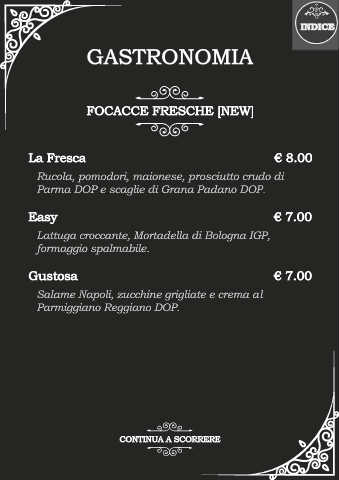 INDICE
GASTRONOMIA
FOCACCE FRESCHE [NEW]
La Fresca € 8.00
Rucola, pomodori, maionese, prosciutto crudo di
Parma DOP e scaglie di Grana Padano DOP.
Easy € 7.00
Lattuga croccante, Mortadella di Bologna IGP,
formaggio spalmabile.
Gustosa € 7.00
Salame Napoli, zucchine grigliate e crema al
Parmiggiano Reggiano DOP.
CONTINUA A SCORRERE